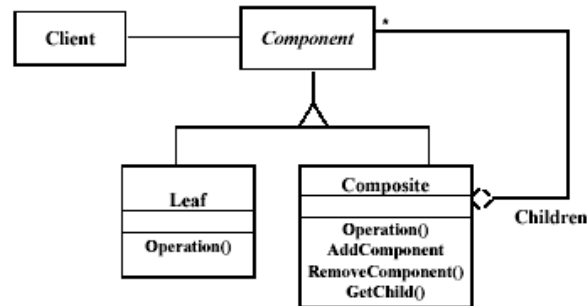 Client
Component
*
Leaf
Operation()
Composite
Operation()
AddComponent
RemoveComponent()
GetChild()
Children